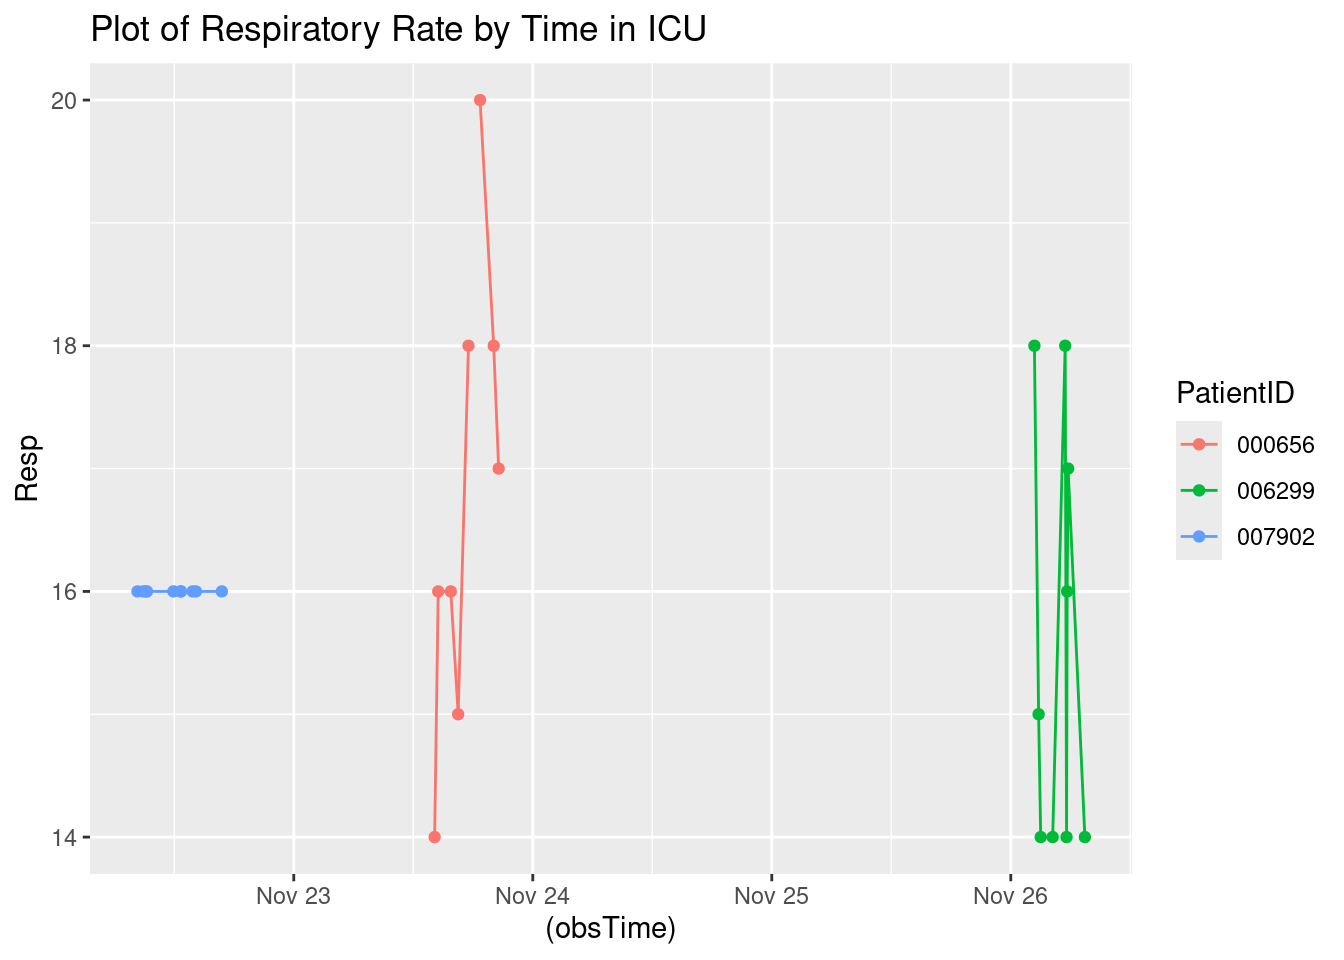 Plot of Respiratory Rate by Time in ICU
20
18
16
14
Resp
Nov 23
Nov 24
Nov 25
Nov 26
(obsTime)
PatientID
000656
006299
007902